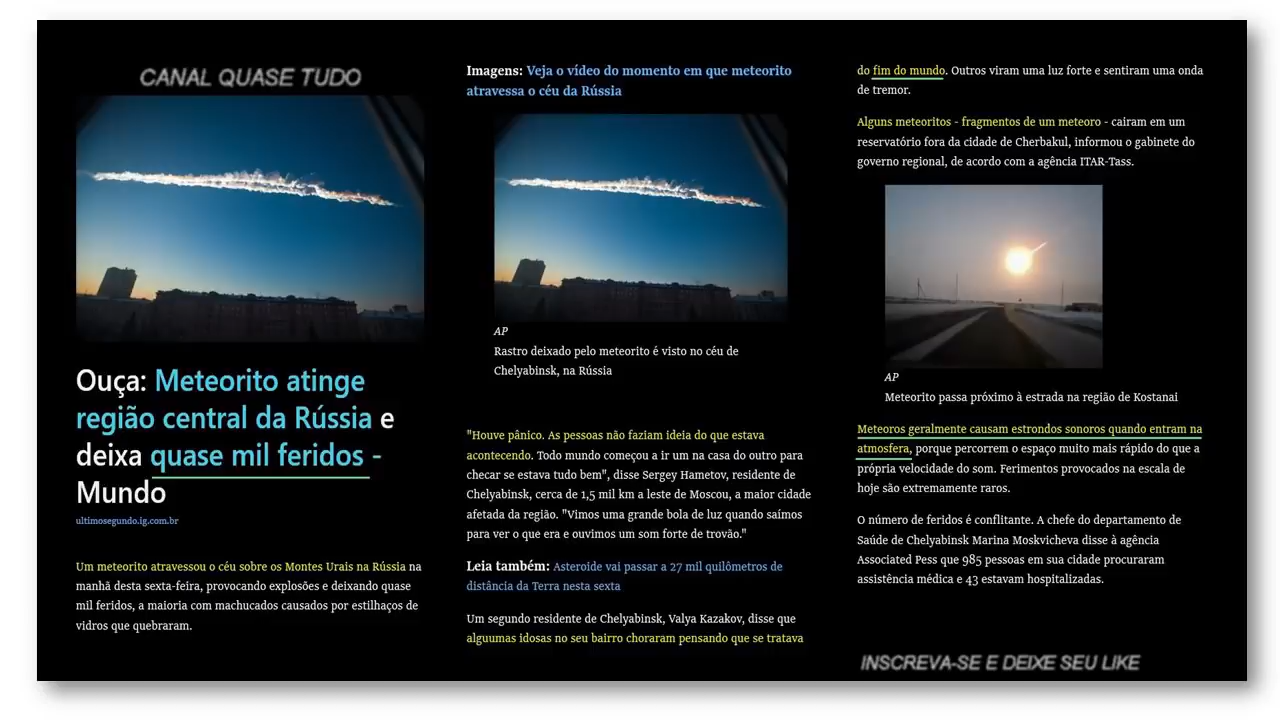 CANAL QUASE TUDO
Ouça: Meteorito atinge
região central da Rússia e
deixa quase mil feridos -
Mundo
ultimosegundo.ig.com.br
Um meteorito atravessou o céu sobre os Montes Urais na Rússia na
manhã desta sexta-feira, provocando explosões e deixando quase
mil feridos, a maioria com machucados causados por estilhaços de
vidros que quebraram.
Imagens: Veja o vídeo do momento em que meteorito
atravessa o céu da Rússia
AP
Rastro deixado pelo meteorito é visto no céu de
Chelyabinsk, na Rússia
"Houve pânico. As pessoas não faziam ideia do que estava
acontecendo. Todo mundo começou a ir um na casa do outro para
checar se estava tudo bem", disse Sergey Hametov, residente de
Chelyabinsk, cerca de 1,5 mil km a leste de Moscou, a maior cidade
afetada da região. "Vimos uma grande bola de luz quando saímos
para ver o que era e ouvimos um som forte de trovão."
Leia também: Asteroide vai passar a 27 mil quilômetros de
distância da Terra nesta sexta
Um segundo residente de Chelyabinsk, Valya Kazakov, disse que
alguumas idosas no seu bairro choraram pensando que se tratava
do fim do mundo. Outros viram uma luz forte e sentiram uma onda
de tremor.
Alguns meteoritos - fragmentos de um meteoro - cairam em um
reservatório fora da cidade de Cherbakul, informou o gabinete do
governo regional, de acordo com a agência ITAR-Tass.
AP
Meteorito passa próximo à estrada na região de Kostanai
Meteoros geralmente causam estrondos sonoros quando entram na
atmosfera, porque percorrem o espaço muito mais rápido do que a
própria velocidade do som. Ferimentos provocados na escala de
hoje são extremamente raros.
O número de feridos é conflitante. A chefe do departamento de
Saúde de Chelyabinsk Marina Moskvicheva disse à agência
Associated Pess que 985 pessoas em sua cidade procuraram
assistência médica e 43 estavam hospitalizadas.
INSCREVA-SE E DEIXE SEU LIKE